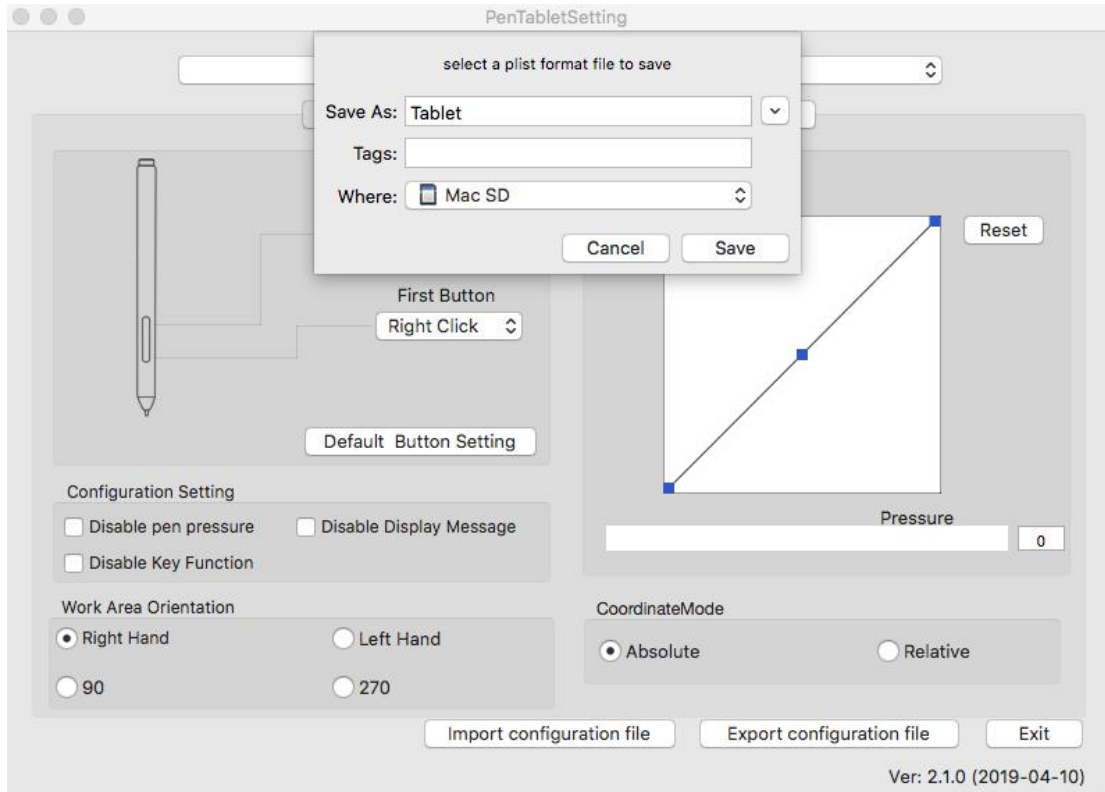 PenTabletSetting
select a plist format file to save
Save As: Tablet
Tags:
Where: Mac SD
Cancel Save
Reset
First Button
Right Click
Default Button Setting
Configuration Setting
Disable pen pressure Disable Display Message
Disable Key Function
Pressure
0
Work Area Orientation
Right Hand Left Hand
90 270
CoordinateMode
Absolute Relative
Import configuration file Export configuration file Exit
Ver: 2.1.0 (2019-04-10)